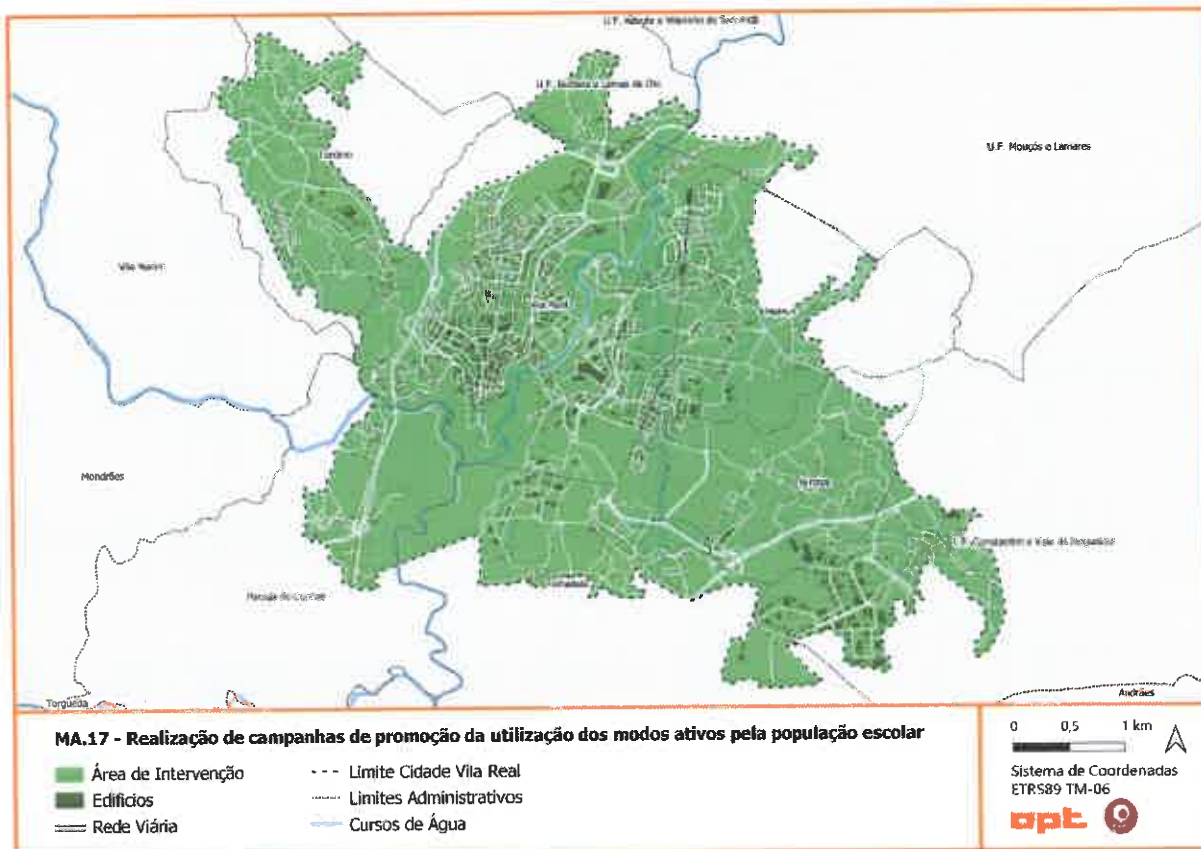 U.F. Mouçós e Lamares
Vila Real
Mondrães
Torgueda
Andrães
MA.17 - Realização de campanhas de promoção da utilização dos modos ativos pela população escolar
Área de Intervenção
Edifícios
Rede Viária
Limite Cidade Vila Real
Limites Administrativos
Cursos de Água
0 0,5 1 km
Sistema de Coordenadas
ETRS89 TM-06
opt